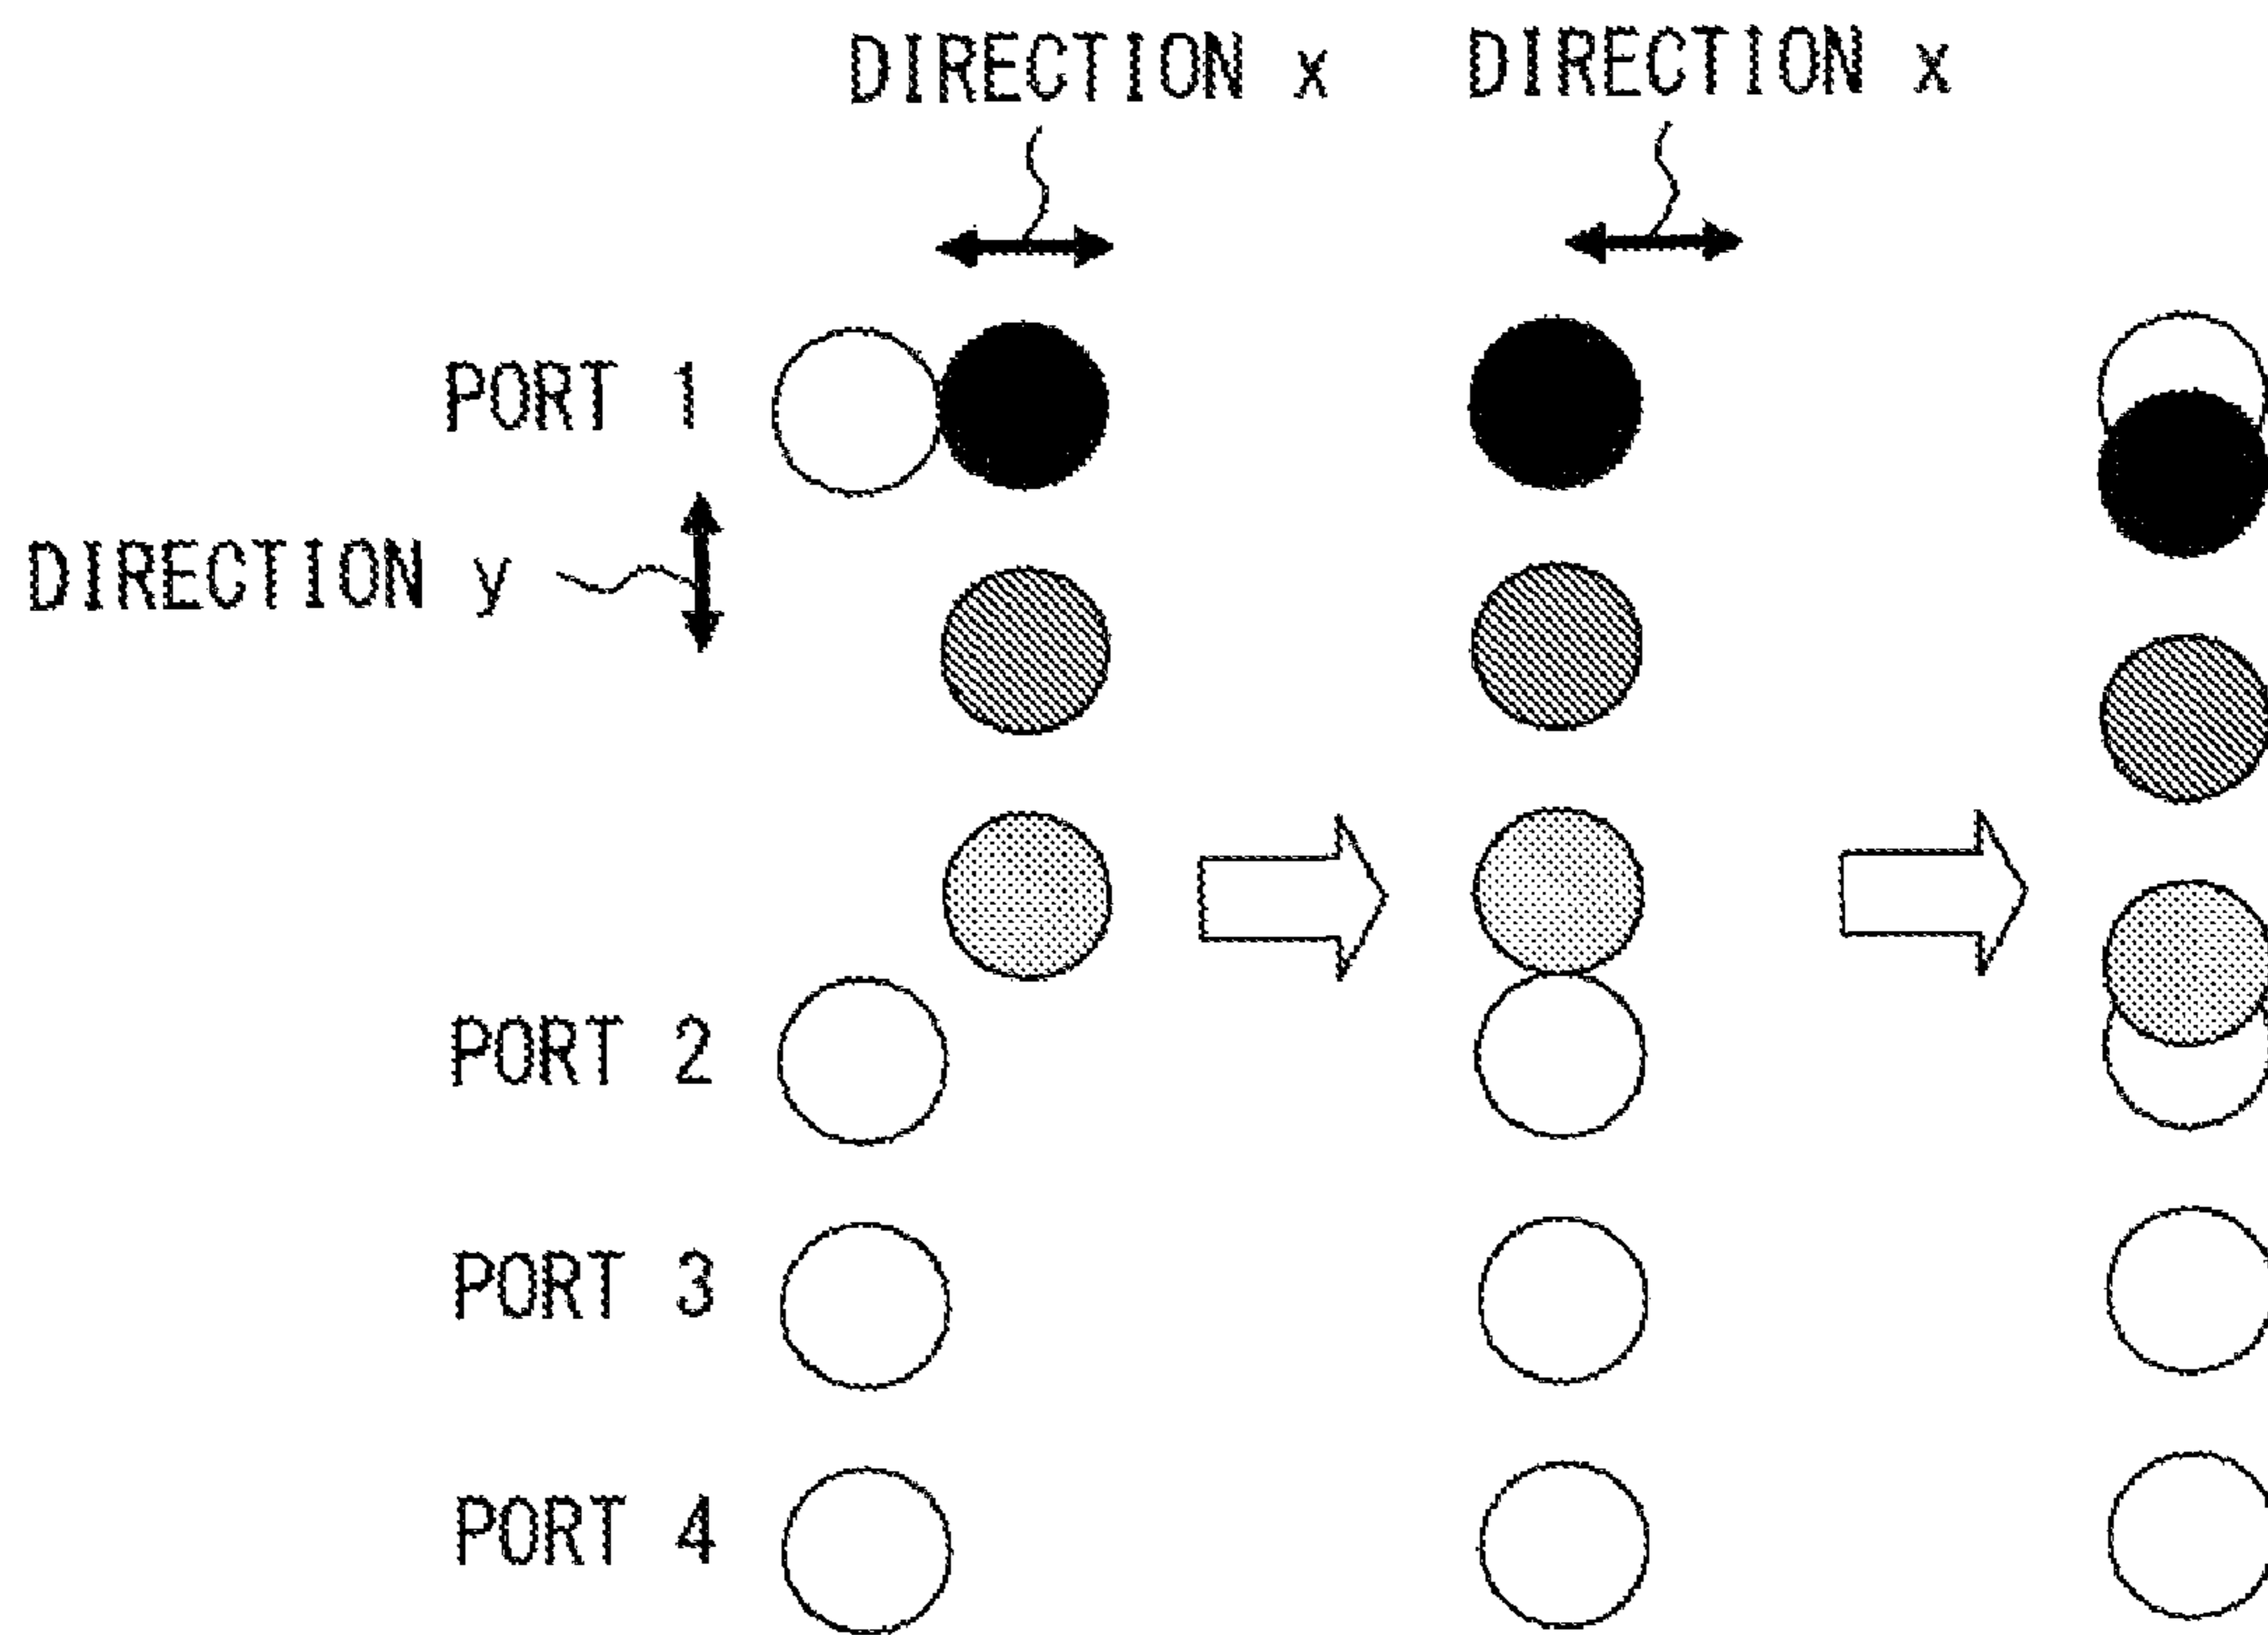 DIRECTION x DIRECTION x
PORT 1
DIRECTION y
PORT 2
PORT 3
PORT 4